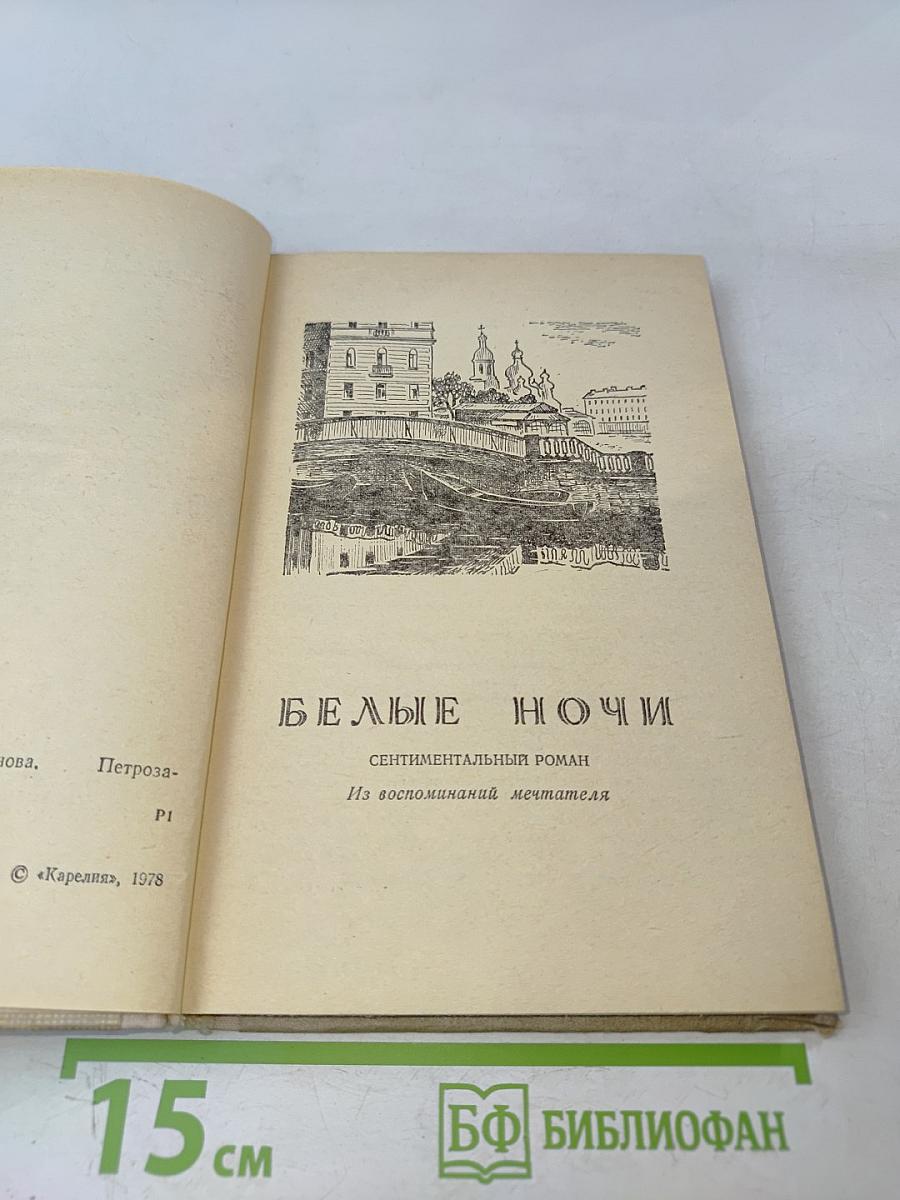 нова. Петроза-
Р1
© «Карелия», 1978
БЕЛЫЕ НОЧИ
СЕНТИМЕНТАЛЬНЫЙ РОМАН
Из воспоминаний мечтателя
15 см
БФ БИБЛИОФАН